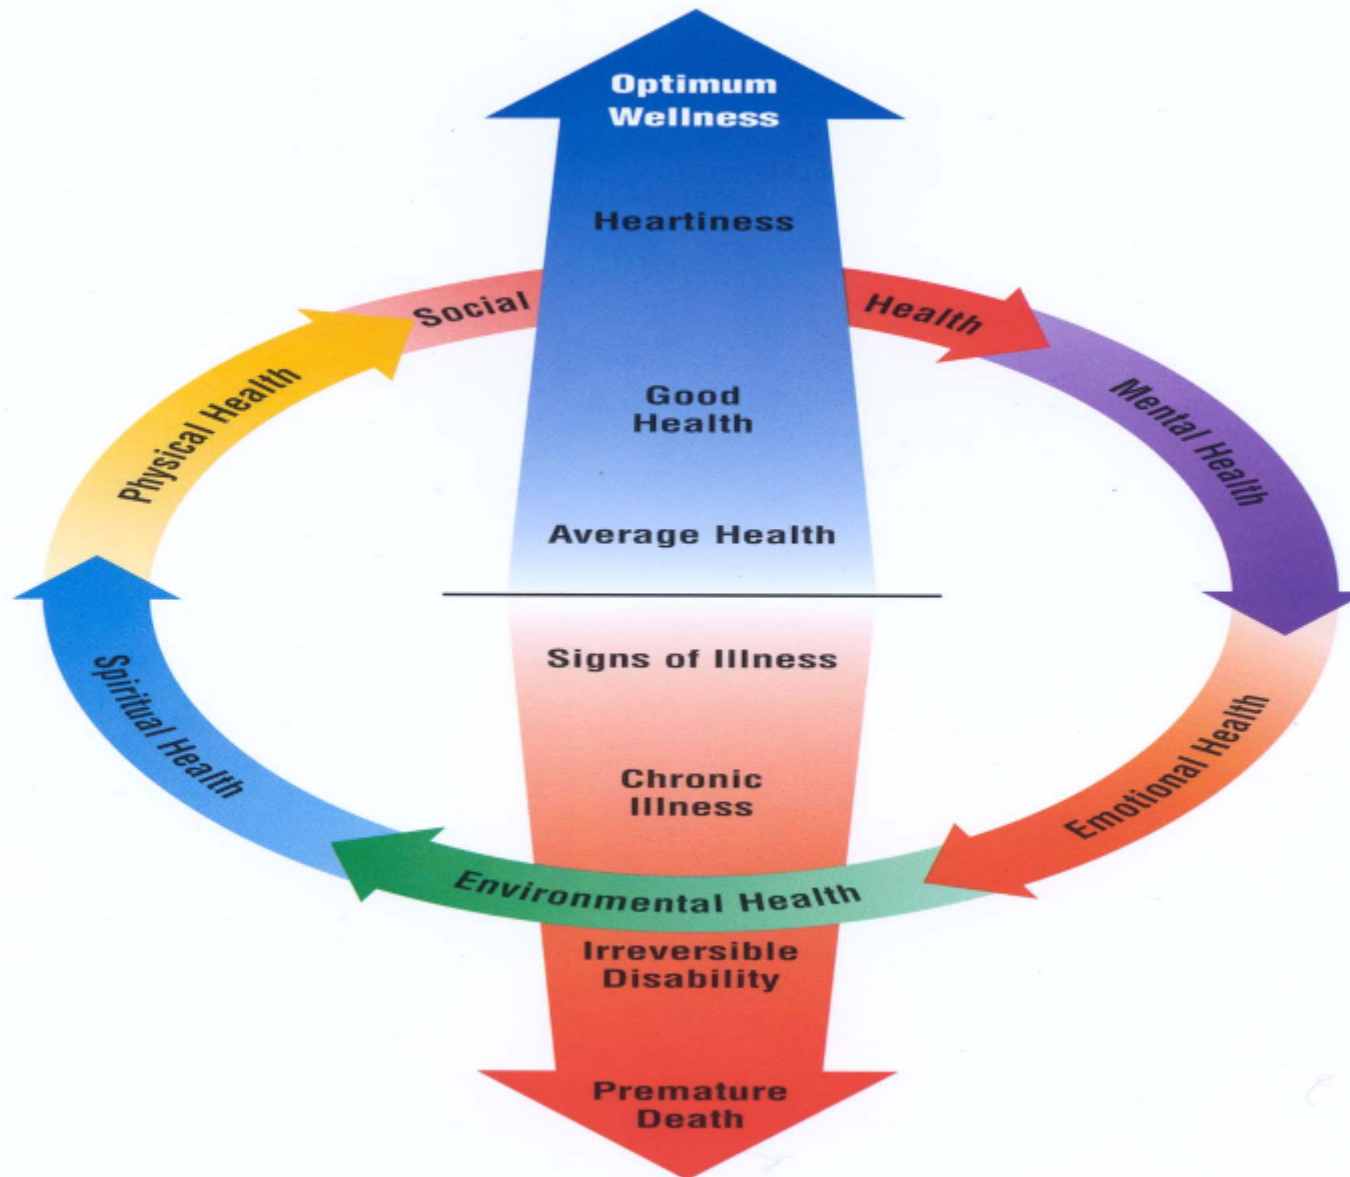 Optimum
Wellness
Heartiness
Social
Health
Good
Health
Mental Health
Physical Health
Average Health
Signs of Illness
Spiritual Health
Emotional Health
Chronic
Illness
Environmental Health
Irreversible
Disability
Premature
Death